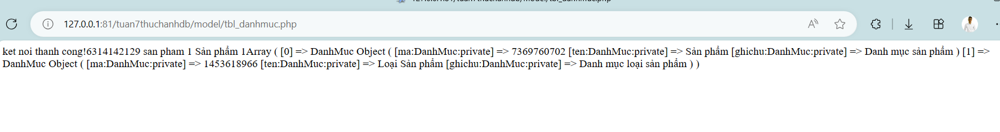 127.0.0.1:81/tuan7thuchanhdb/model/tbl_danhmuc.php
ket noi thanh cong!6314142129 san pham 1 Sản phẩm 1Array ( [0] => DanhMuc Object ( [ma:DanhMuc:private] => 7369760702 [ten:DanhMuc:private] => Sản phẩm [ghichu:DanhMuc:private] => Danh mục sản phẩm ) [1] =>
DanhMuc Object ( [ma:DanhMuc:private] => 1453618966 [ten:DanhMuc:private] => Loại Sản phẩm [ghichu:DanhMuc:private] => Danh mục loại sản phẩm ) )